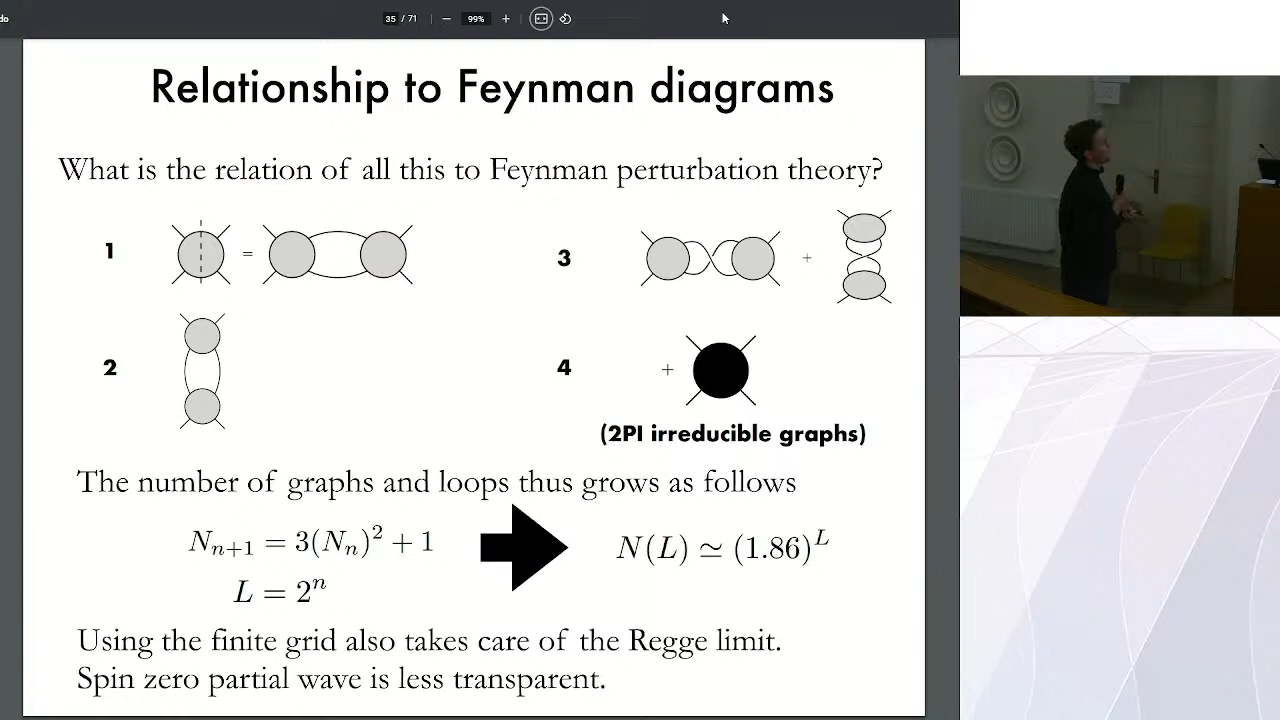 do
35 / 71 — 99% +
Relationship to Feynman diagrams
What is the relation of all this to Feynman perturbation theory?
1
=
2
3
+
4
+
(2PI irreducible graphs)
The number of graphs and loops thus grows as follows
N_{n+1} = 3(N_n)^2 + 1
L = 2^n
N(L) ≃ (1.86)^L
Using the finite grid also takes care of the Regge limit.
Spin zero partial wave is less transparent.